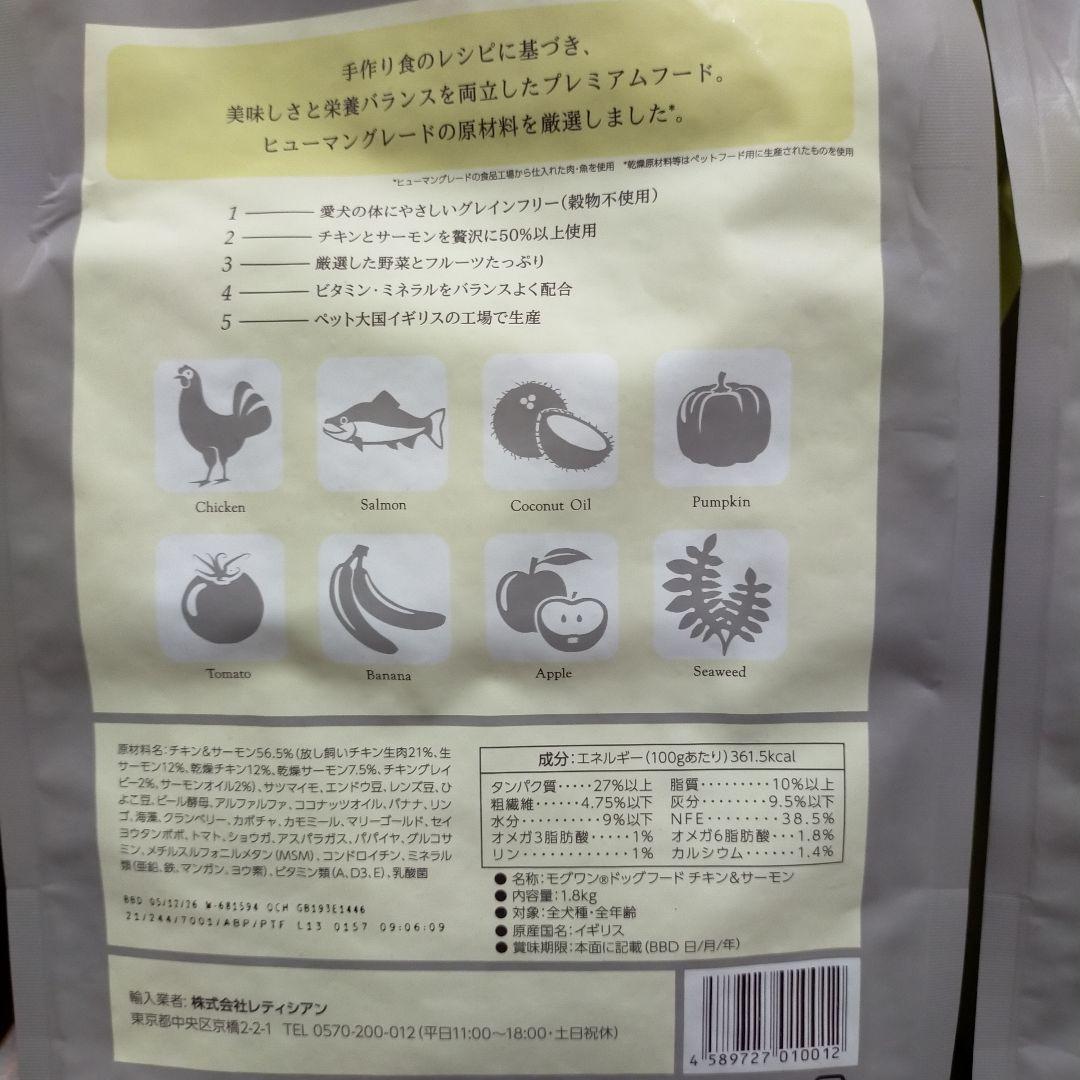 手作り食のレシピに基づき、
美味しさと栄養バランスを両立したプレミアムフード。
ヒューマングレードの原材料を厳選しました*。
*ヒューマングレードの食品工場から仕入れた肉・魚を使用 *乾燥原材料等はペットフード用に生産されたものを使用
1 愛犬の体にやさしいグレインフリー(穀物不使用)
2 チキンとサーモンを贅沢に50%以上使用
3 厳選した野菜とフルーツたっぷり
4 ビタミン・ミネラルをバランスよく配合
5 ペット大国イギリスの工場で生産
Chicken
Salmon
Coconut Oil
Pumpkin
Tomato
Banana
Apple
Seaweed
原材料名:チキン&サーモン56.5%(放し飼いチキン生肉21%、生
サーモン12%、乾燥チキン12%、乾燥サーモン7.5%、チキングレイ
ビー2%、サーモンオイル2%)、サツマイモ、エンドウ豆、レンズ豆、ひ
よこ豆、ビール酵母、アルファルファ、ココナッツオイル、バナナ、リン
ゴ、海藻、クランベリー、カボチャ、カモミール、マリーゴールド、セイ
ヨウタンポポ、トマト、ショウガ、アスパラガス、パパイヤ、グルコサ
ミン、メチルスルフォニルメタン(MSM)、コンドロイチン、ミネラル
類(亜鉛、鉄、マンガン、ヨウ素)、ビタミン類(A、D3、E)、乳酸菌
BBD 05/12/26 W-681594 OCH GB193E1446
21/244/7001/ABP/PTF L13 0157 09:06:09
成分:エネルギー(100gあたり)361.5kcal
タンパク質・・・・・27%以上 脂質・・・・・・・・・10%以上
粗繊維・・・・・・4.75%以下 灰分・・・・・・・・9.5%以下
水分・・・・・・・・・・9%以下 NFE・・・・・・・・38.5%
オメガ3脂肪酸・・・・・1% オメガ6脂肪酸・・・1.8%
リン・・・・・・・・・・・・1% カルシウム・・・・・・1.4%
●名称:モグワン®ドッグフード チキン&サーモン
●内容量:1.8kg
●対象:全犬種・全年齢
●原産国名:イギリス
●賞味期限:本面に記載(BBD 日/月/年)
輸入業者:株式会社レティシアン
東京都中央区京橋2-2-1 TEL 0570-200-012(平日11:00~18:00・土日祝休)
4 589727 010012